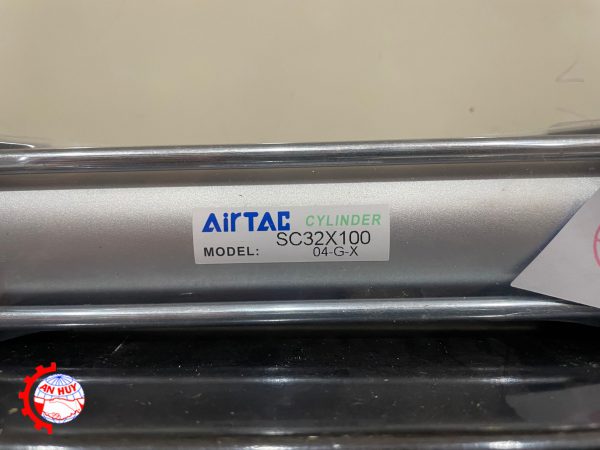 AirTAC CYLINDER
SC32X100
MODEL: 04-G-X
AN HUY